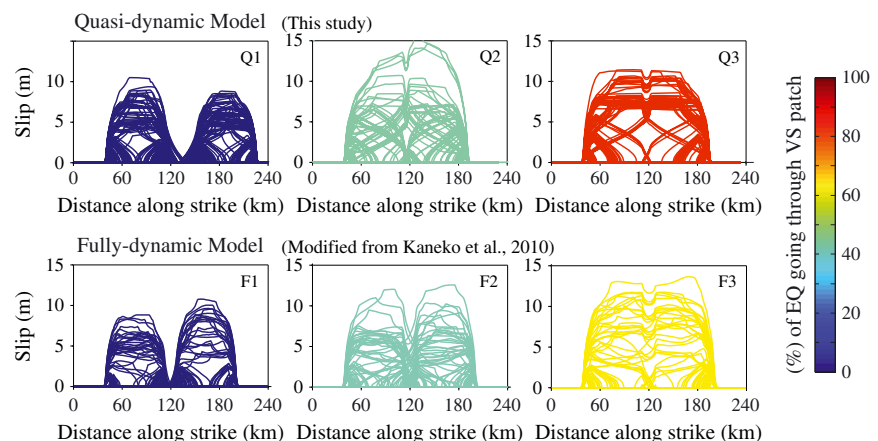 Quasi-dynamic Model (This study)
Slip (m)
15
10
5
0
Q1
0 60 120 180 240
Distance along strike (km)
15
10
5
0
Q2
0 60 120 180 240
Distance along strike (km)
15
10
5
0
Q3
0 60 120 180 240
Distance along strike (km)
Fully-dynamic Model (Modified from Kaneko et al., 2010)
Slip (m)
15
10
5
0
F1
0 60 120 180 240
Distance along strike (km)
15
10
5
0
F2
0 60 120 180 240
Distance along strike (km)
15
10
5
0
F3
0 60 120 180 240
Distance along strike (km)
100
80
60
40
20
0
(%) of EQ going through VS patch